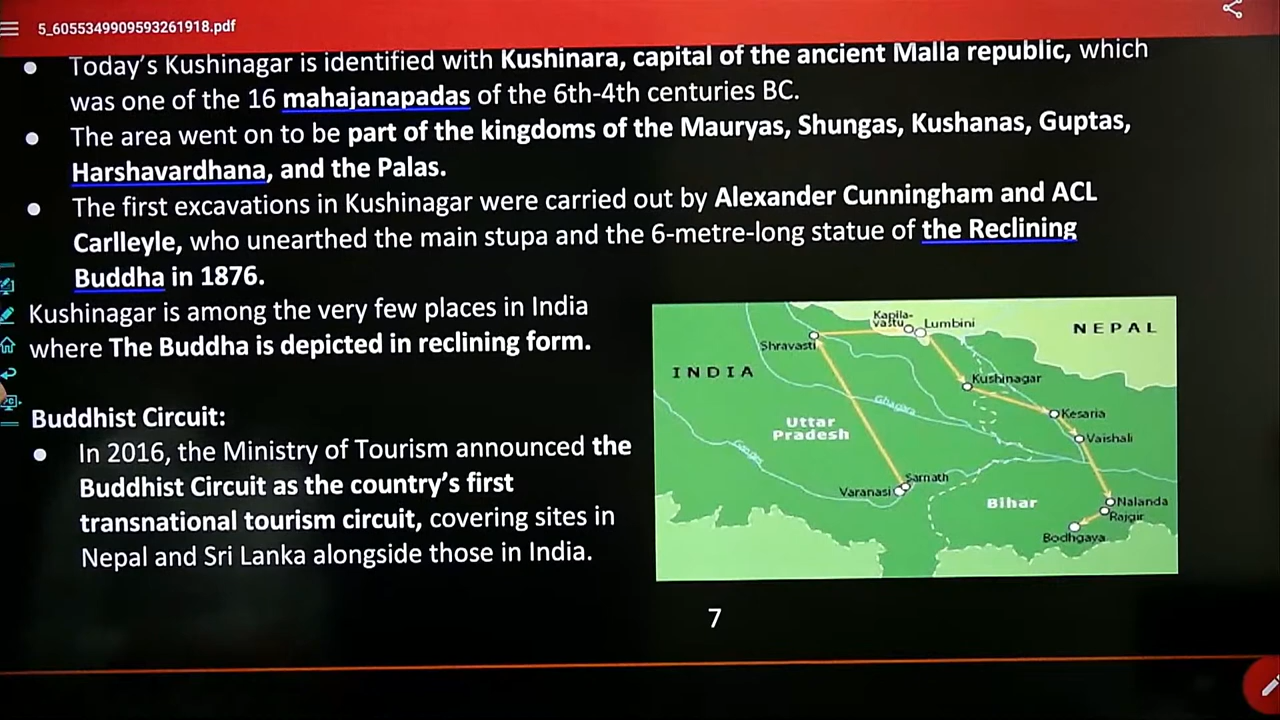 5_6055349909593261918.pdf
Today's Kushinagar is identified with Kushinara, capital of the ancient Malla republic, which
was one of the 16 mahajanapadas of the 6th-4th centuries BC.
The area went on to be part of the kingdoms of the Mauryas, Shungas, Kushanas, Guptas,
Harshavardhana, and the Palas.
The first excavations in Kushinagar were carried out by Alexander Cunningham and ACL
Carlleyle, who unearthed the main stupa and the 6-metre-long statue of the Reclining
Buddha in 1876.
Kushinagar is among the very few places in India
where The Buddha is depicted in reclining form.
Buddhist Circuit:
In 2016, the Ministry of Tourism announced the
Buddhist Circuit as the country's first
transnational tourism circuit, covering sites in
Nepal and Sri Lanka alongside those in India.
Kapila-
vastu
Lumbini
NEPAL
Shravasti
INDIA
Kushinagar
Ghagara
Kesaria
Uttar
Pradesh
Vaishali
Sarnath
Varanasi
Bihar
Nalanda
Rajgir
Bodhgaya
7